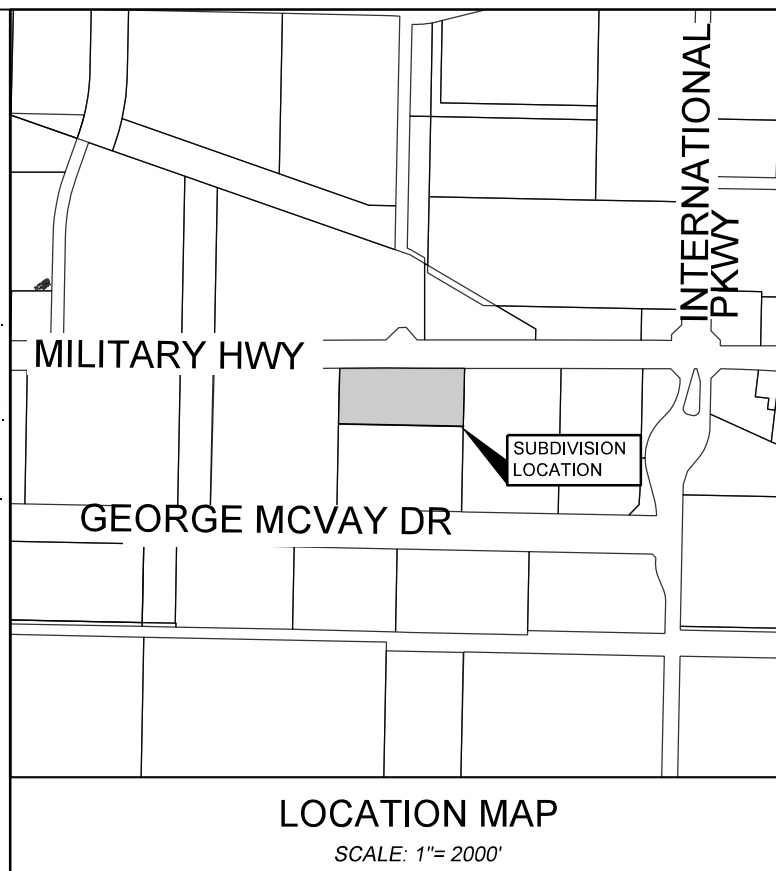 INTERNATIONAL
PKWY
MILITARY HWY
SUBDIVISION
LOCATION
GEORGE MCVAY DR
LOCATION MAP
SCALE: 1"= 2000'